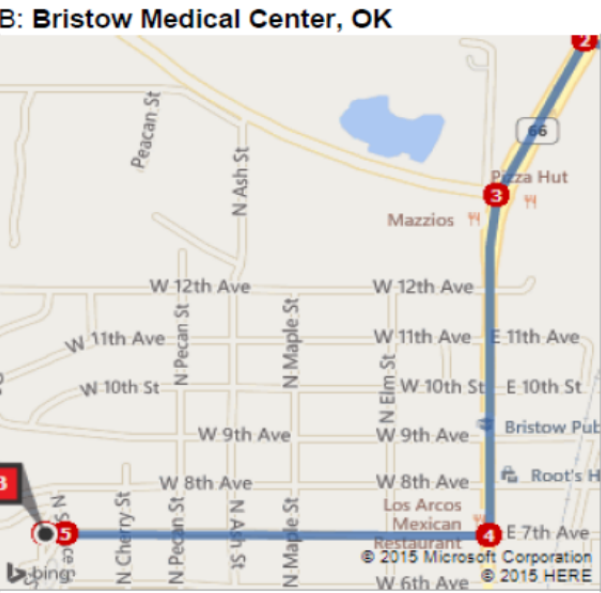 B: Bristow Medical Center, OK
2
66
Peacan St
N Ash St
Pizza Hut
3
Mazzios
W 12th Ave
W 12th Ave
W 11th Ave
N Pecan St
N Maple St
W 11th Ave
E 11th Ave
N Elm St
W 10th St
W 10th St
E 10th St
W 9th Ave
W 9th Ave
Bristow Pub
W 8th Ave
W 8th Ave
Root's H
Los Arcos
Mexican
Restaurant
N Cherry St
N Pecan St
N Ash St
N Maple St
5
4
E 7th Ave
© 2015 Microsoft Corporation
© 2015 HERE
bing
W 6th Ave